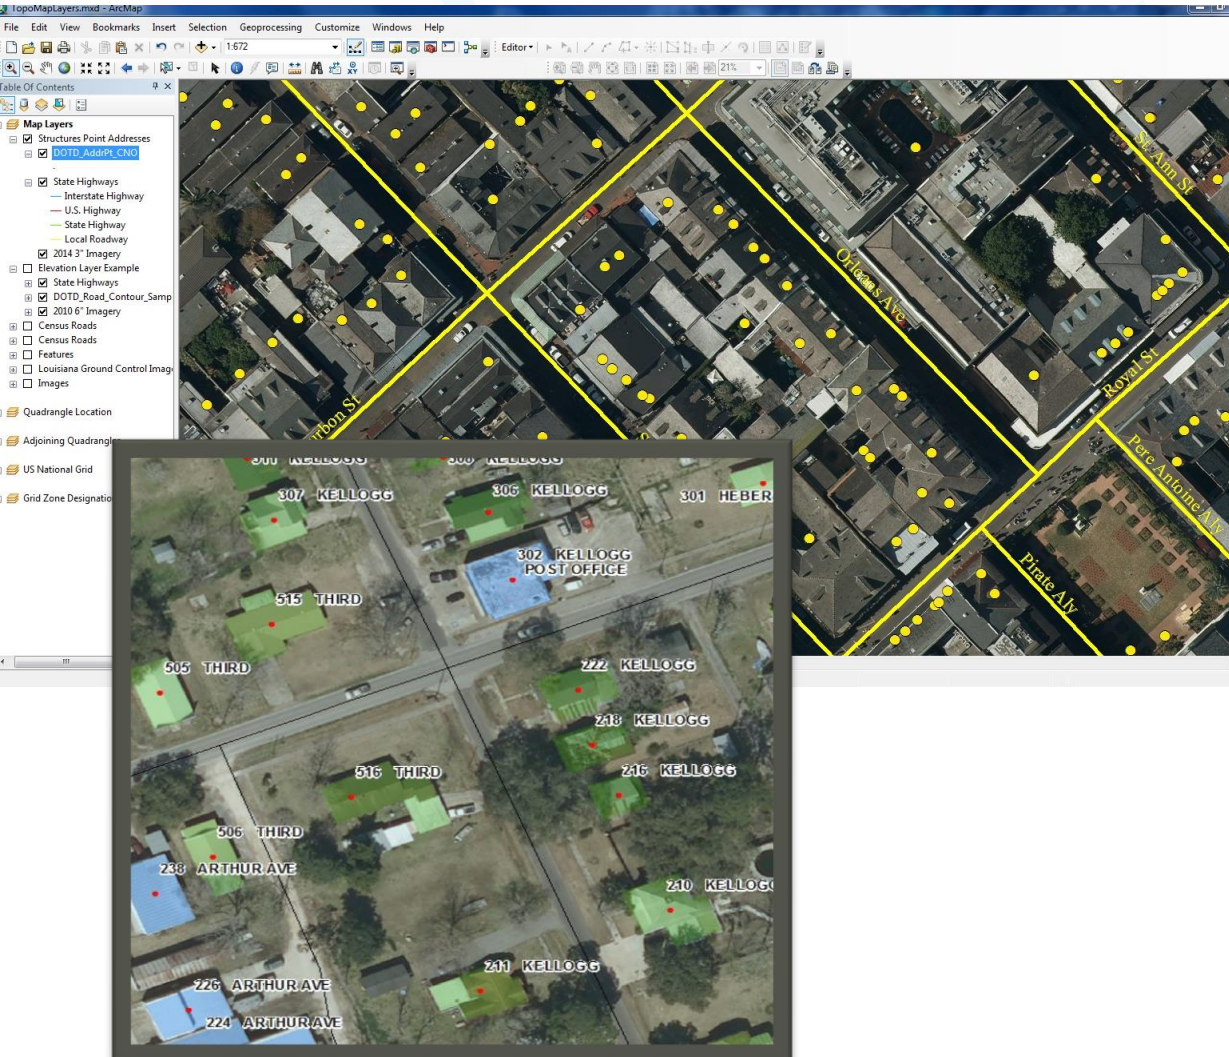 TopoMapLayers.mxd - ArcMap
File Edit View Bookmarks Insert Selection Geoprocessing Customize Windows Help
1:672
Editor
21%
Table Of Contents
Map Layers
Structures Point Addresses
DOTD_AddrPt_CNO
State Highways
Interstate Highway
U.S. Highway
State Highway
Local Roadway
2014 3" Imagery
Elevation Layer Example
State Highways
DOTD_Road_Contour_Samp
2010 6" Imagery
Census Roads
Census Roads
Features
Louisiana Ground Control Imag
Images
Quadrangle Location
Adjoining Quadrangle
US National Grid
Grid Zone Designatio
St. Ann St
Orleans Ave
Royal St
urbon St
Pere Antoine Aly
Pirate Aly
311 KELLOGG
308 KELLOGG
307 KELLOGG
306 KELLOGG
301 HEBER
302 KELLOGG
POST OFFICE
515 THIRD
505 THIRD
222 KELLOGG
218 KELLOGG
216 KELLOGG
516 THIRD
506 THIRD
238 ARTHUR AVE
210 KELLOGG
211 KELLOGG
226 ARTHUR AVE
224 ARTHUR AVE